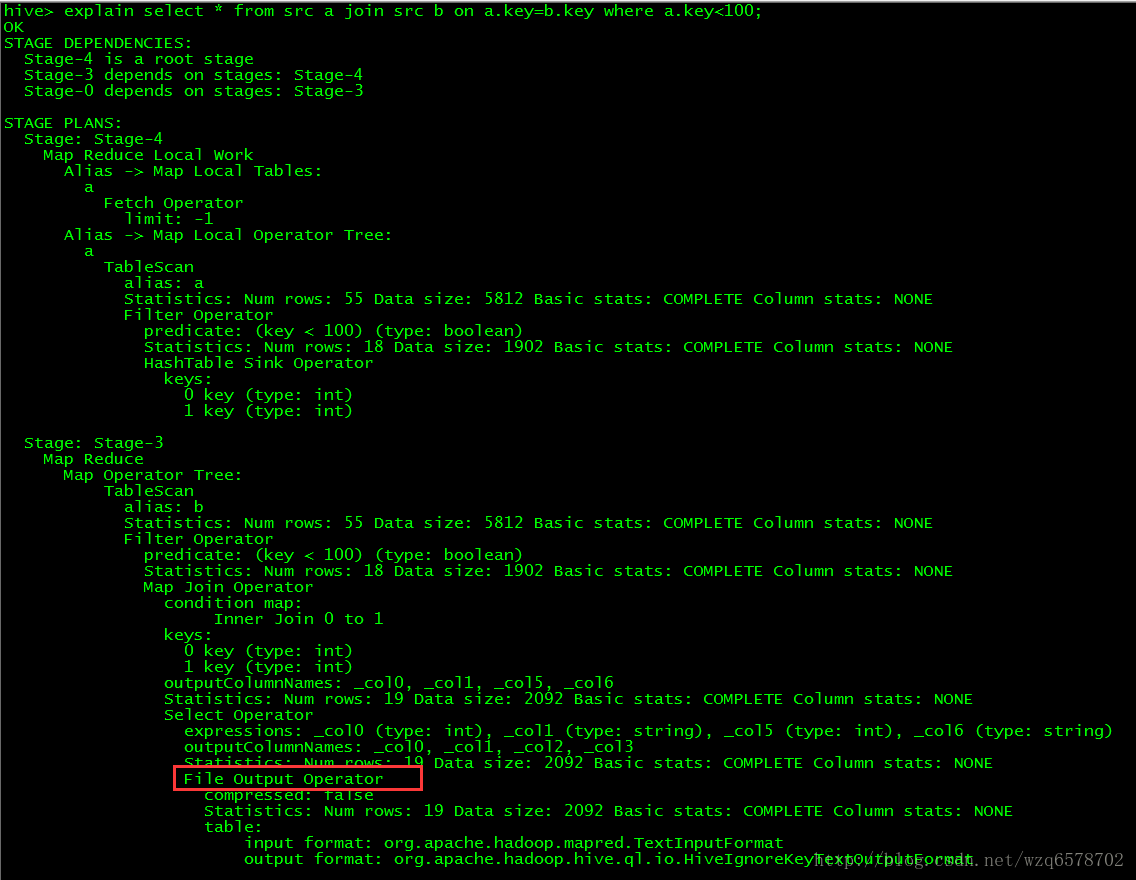 hive> explain select * from src a join src b on a.key=b.key where a.key<100;
OK
STAGE DEPENDENCIES:
  Stage-4 is a root stage
  Stage-3 depends on stages: Stage-4
  Stage-0 depends on stages: Stage-3

STAGE PLANS:
  Stage: Stage-4
    Map Reduce Local Work
      Alias -> Map Local Tables:
        a
          Fetch Operator
            limit: -1
      Alias -> Map Local Operator Tree:
        a
          TableScan
            alias: a
            Statistics: Num rows: 55 Data size: 5812 Basic stats: COMPLETE Column stats: NONE
            Filter Operator
              predicate: (key < 100) (type: boolean)
              Statistics: Num rows: 18 Data size: 1902 Basic stats: COMPLETE Column stats: NONE
              HashTable Sink Operator
                keys:
                  0 key (type: int)
                  1 key (type: int)

  Stage: Stage-3
    Map Reduce
      Map Operator Tree:
          TableScan
            alias: b
            Statistics: Num rows: 55 Data size: 5812 Basic stats: COMPLETE Column stats: NONE
            Filter Operator
              predicate: (key < 100) (type: boolean)
              Statistics: Num rows: 18 Data size: 1902 Basic stats: COMPLETE Column stats: NONE
              Map Join Operator
                condition map:
                     Inner Join 0 to 1
                keys:
                  0 key (type: int)
                  1 key (type: int)
                outputColumnNames: _col0, _col1, _col5, _col6
                Statistics: Num rows: 19 Data size: 2092 Basic stats: COMPLETE Column stats: NONE
                Select Operator
                  expressions: _col0 (type: int), _col1 (type: string), _col5 (type: int), _col6 (type: string)
                  outputColumnNames: _col0, _col1, _col2, _col3
                  Statistics: Num rows: 19 Data size: 2092 Basic stats: COMPLETE Column stats: NONE
                  File Output Operator
                    compressed: false
                    Statistics: Num rows: 19 Data size: 2092 Basic stats: COMPLETE Column stats: NONE
                    table:
                        input format: org.apache.hadoop.mapred.TextInputFormat
                        output format: org.apache.hadoop.hive.ql.io.HiveIgnoreKeyTextOutputFormat
http://blog.csdn.net/wzq6578702